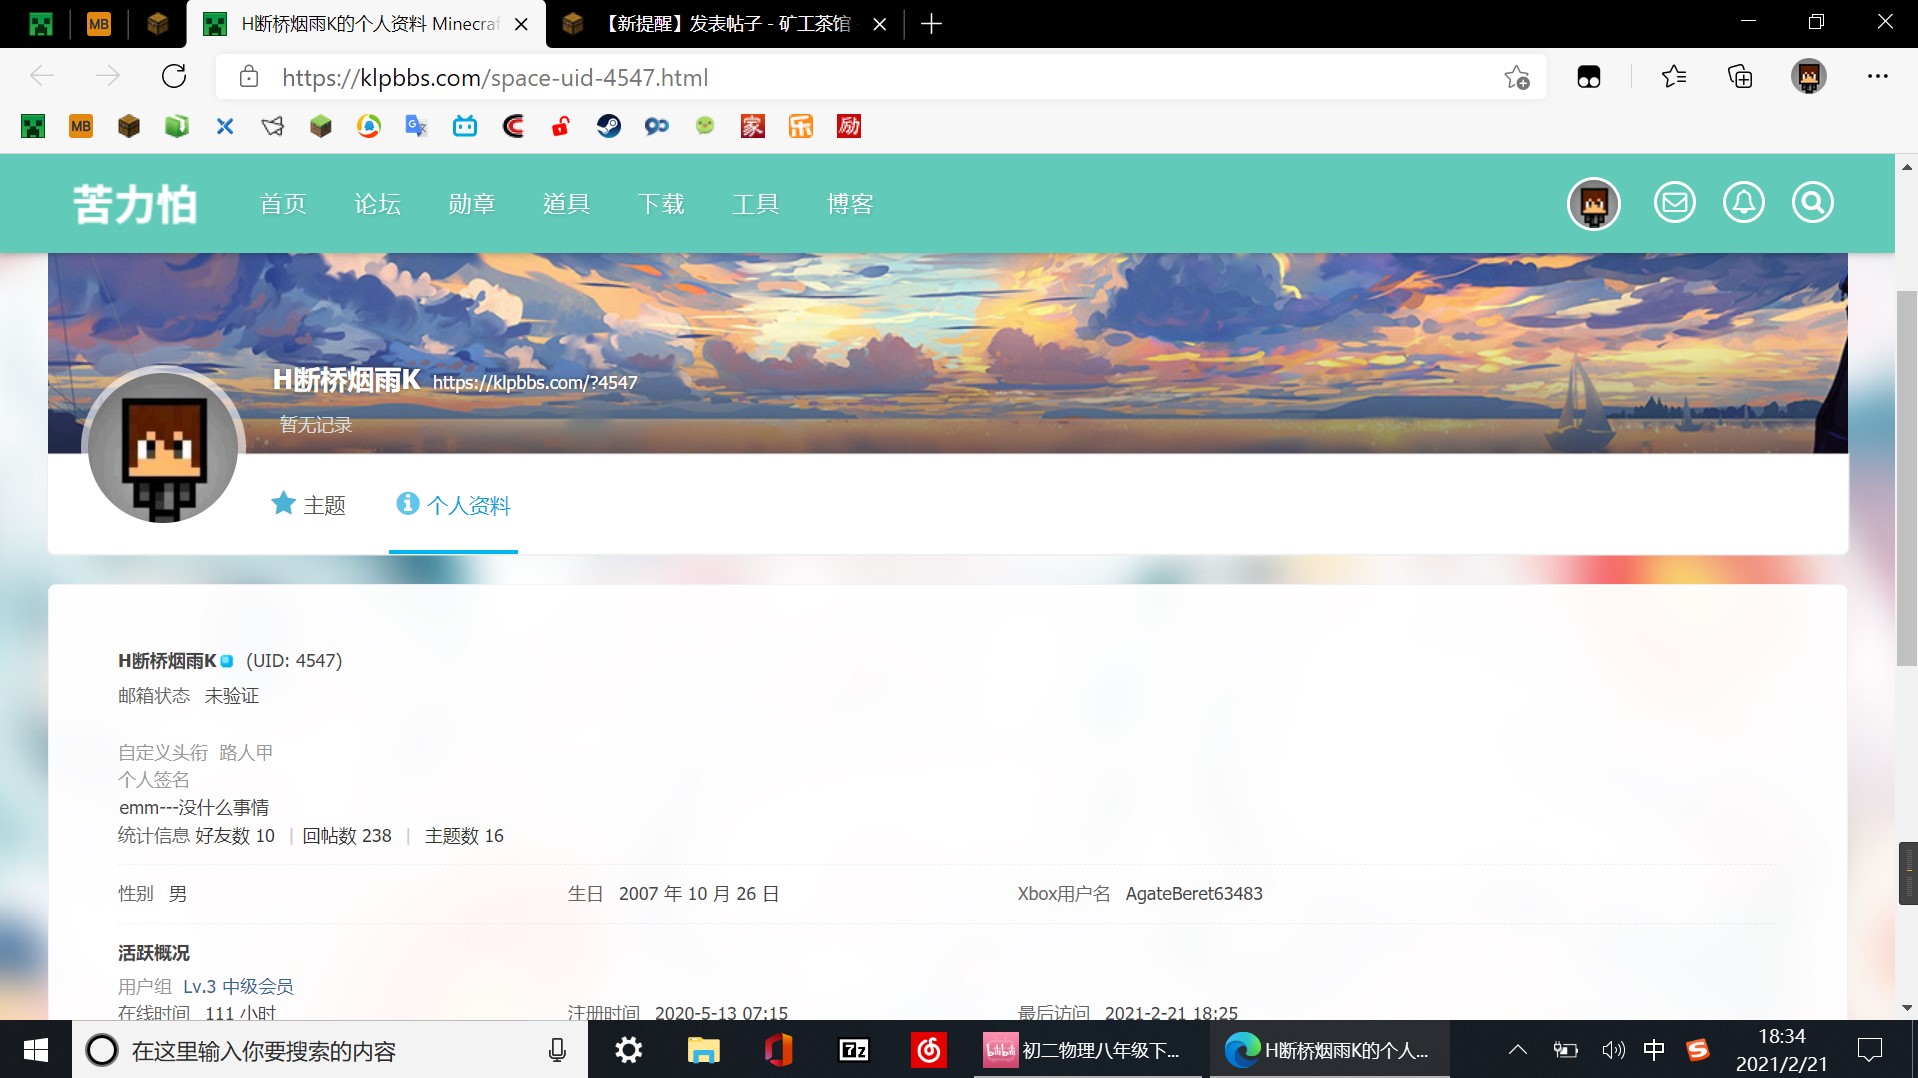 MB
H断桥烟雨K的个人资料 Minecraf
【新提醒】发表帖子 - 矿工茶馆
https://klpbbs.com/space-uid-4547.html
MB
家
乐
励
苦力怕
首页 论坛 勋章 道具 下载 工具 博客
H断桥烟雨K https://klpbbs.com/?4547
暂无记录
主题 个人资料
H断桥烟雨K (UID: 4547)
邮箱状态 未验证
自定义头衔 路人甲
个人签名
emm---没什么事情
统计信息 好友数 10 | 回帖数 238 | 主题数 16
性别 男 生日 2007 年 10 月 26 日 Xbox用户名 AgateBeret63483
活跃概况
用户组 Lv.3 中级会员
在线时间 111 小时 注册时间 2020-5-13 07:15 最后访问 2021-2-21 18:25
在这里输入你要搜索的内容
7z
bilibili
初二物理八年级下...
H断桥烟雨K的个人...
中
18:34
2021/2/21